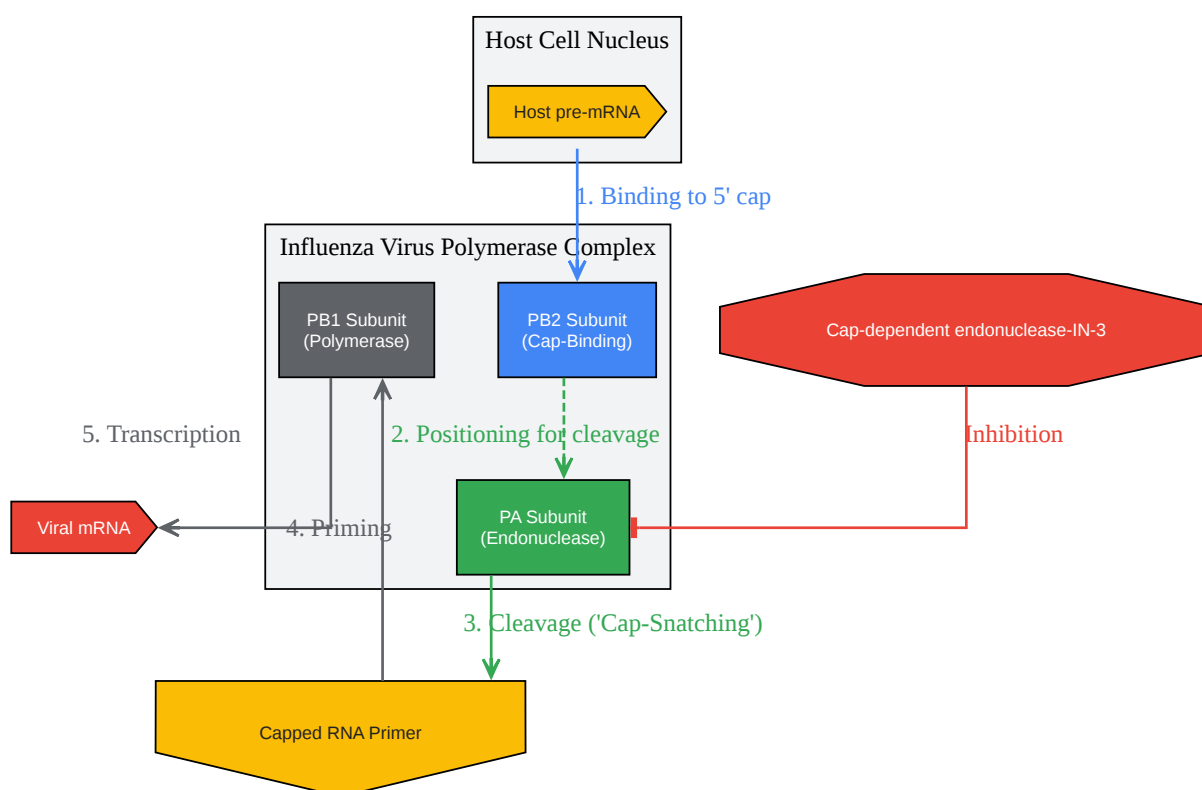 Host Cell Nucleus
Host pre-mRNA
1. Binding to 5' cap
Influenza Virus Polymerase Complex
PB1 Subunit
(Polymerase)
PB2 Subunit
(Cap-Binding)
Cap-dependent endonuclease-IN-3
5. Transcription
2. Positioning for cleavage
Inhibition
Viral mRNA
4. Priming
PA Subunit
(Endonuclease)
3. Cleavage ('Cap-Snatching')
Capped RNA Primer